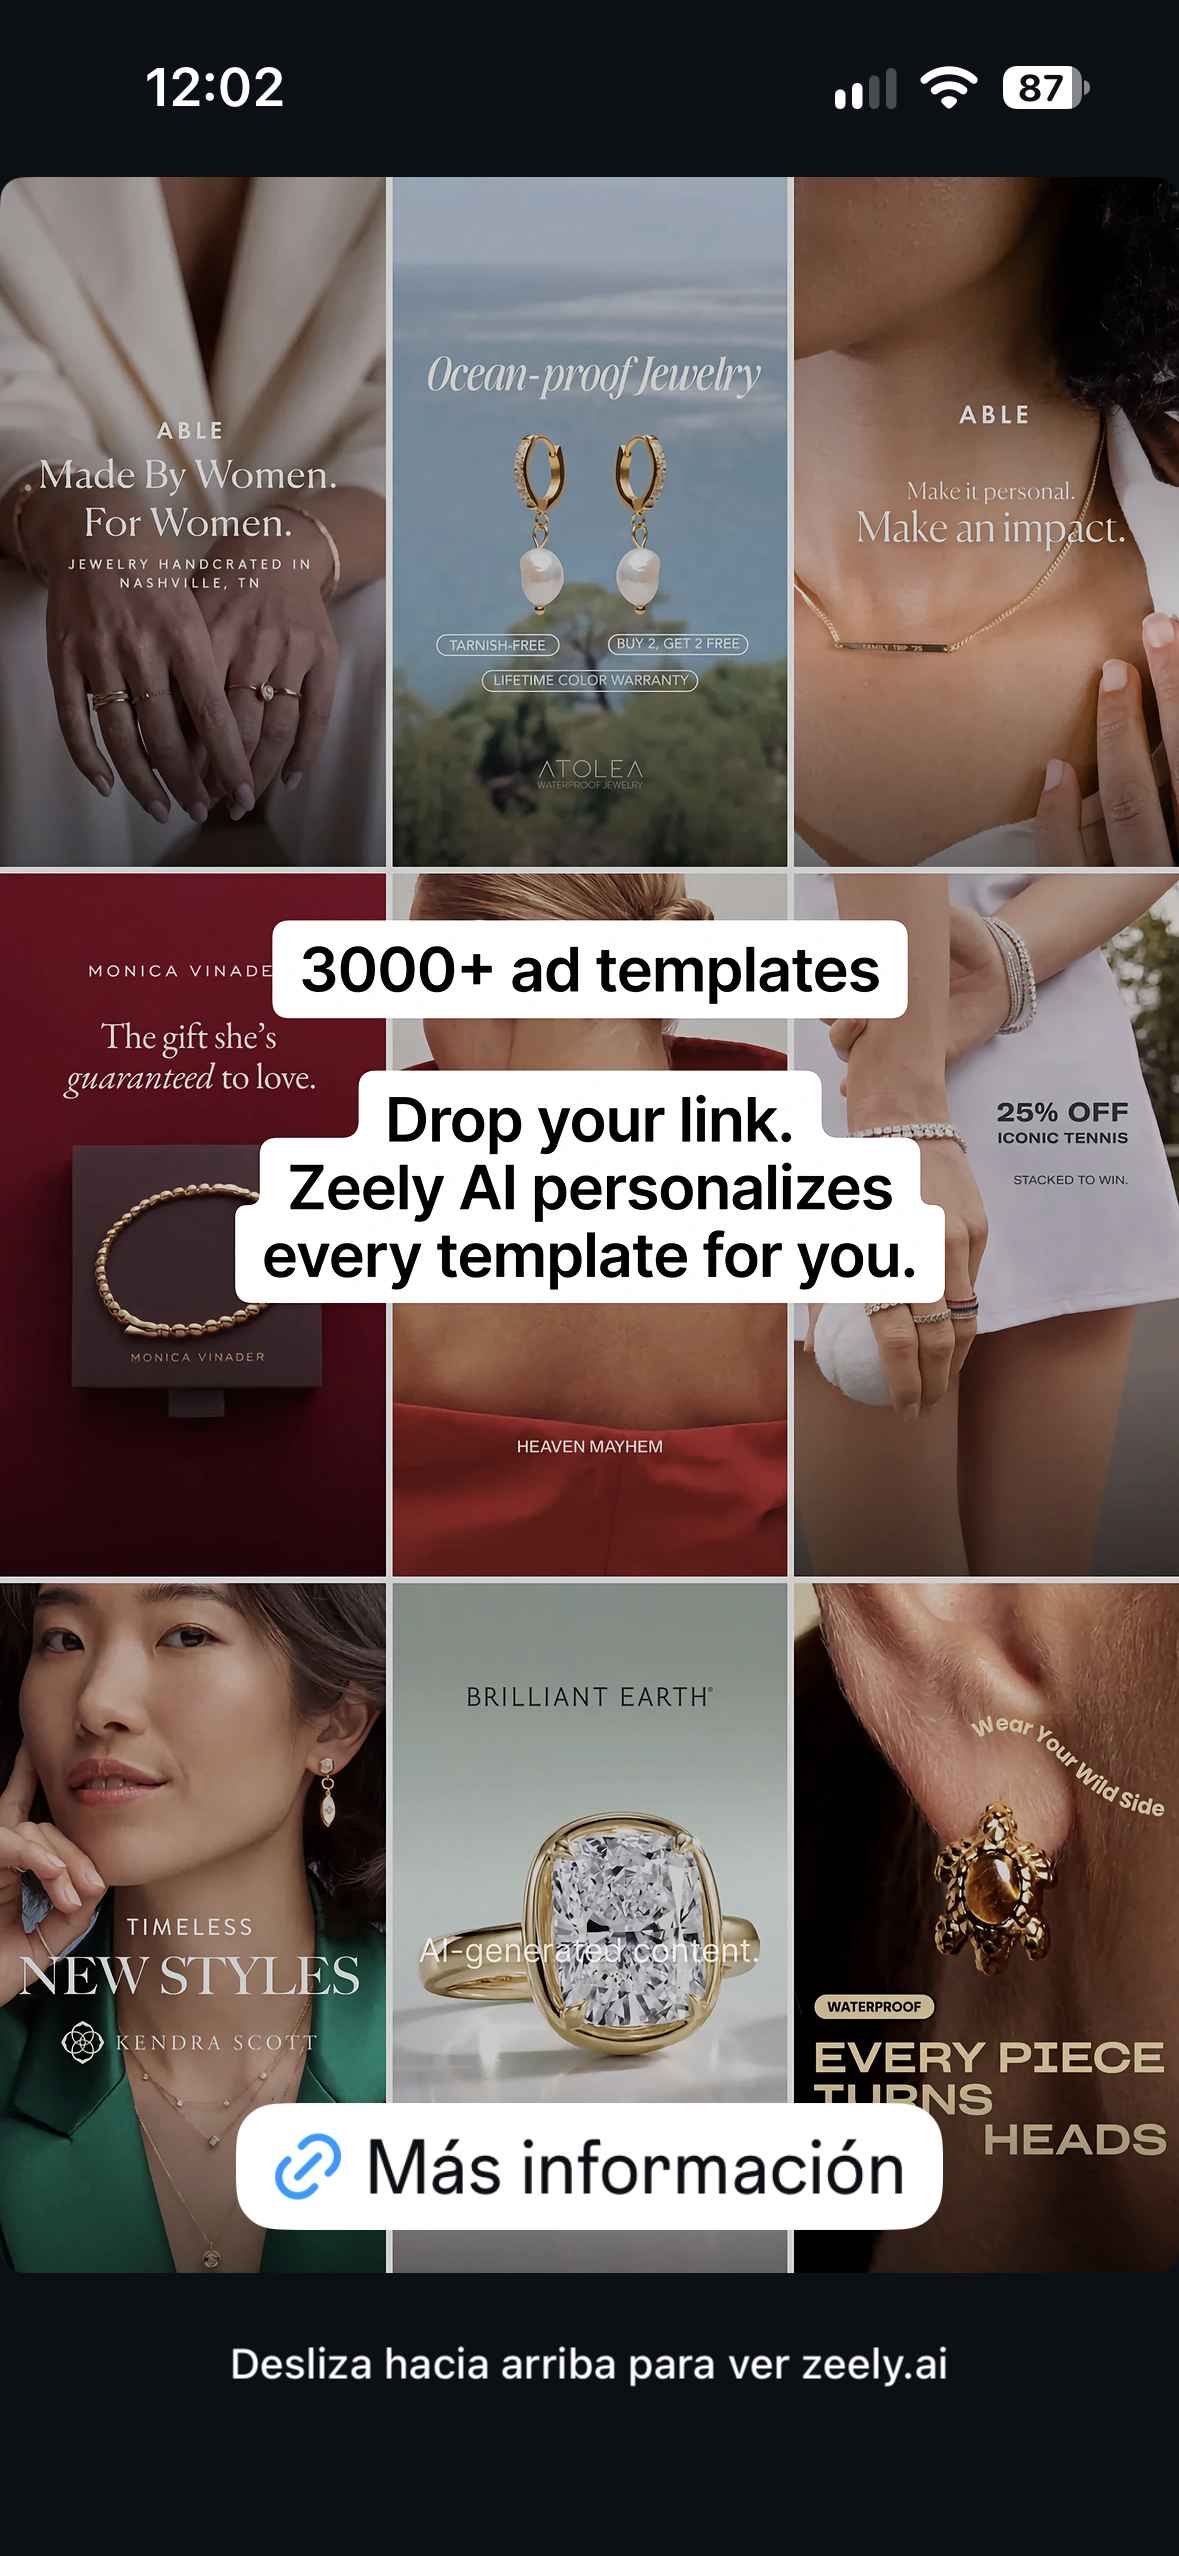 12:02
87
ABLE
Made By Women.
For Women.
JEWELRY HANDCRAFTED IN
NASHVILLE, TN
Ocean-proof Jewelry
TARNISH-FREE
BUY 2, GET 2 FREE
LIFETIME COLOR WARRANTY
ATOLEA
WATERPROOF JEWELRY
ABLE
Make it personal.
Make an impact.
FAMILY TRIP '25
MONICA VINADE
The gift she's
guaranteed to love.
MONICA VINADER
3000+ ad templates
Drop your link.
Zeely AI personalizes
every template for you.
HEAVEN MAYHEM
25% OFF
ICONIC TENNIS
STACKED TO WIN.
TIMELESS
NEW STYLES
KENDRA SCOTT
BRILLIANT EARTH®
AI-generated content.
Wear Your Wild Side
WATERPROOF
EVERY PIECE
TURNS
HEADS
Más información
Desliza hacia arriba para ver zeely.ai